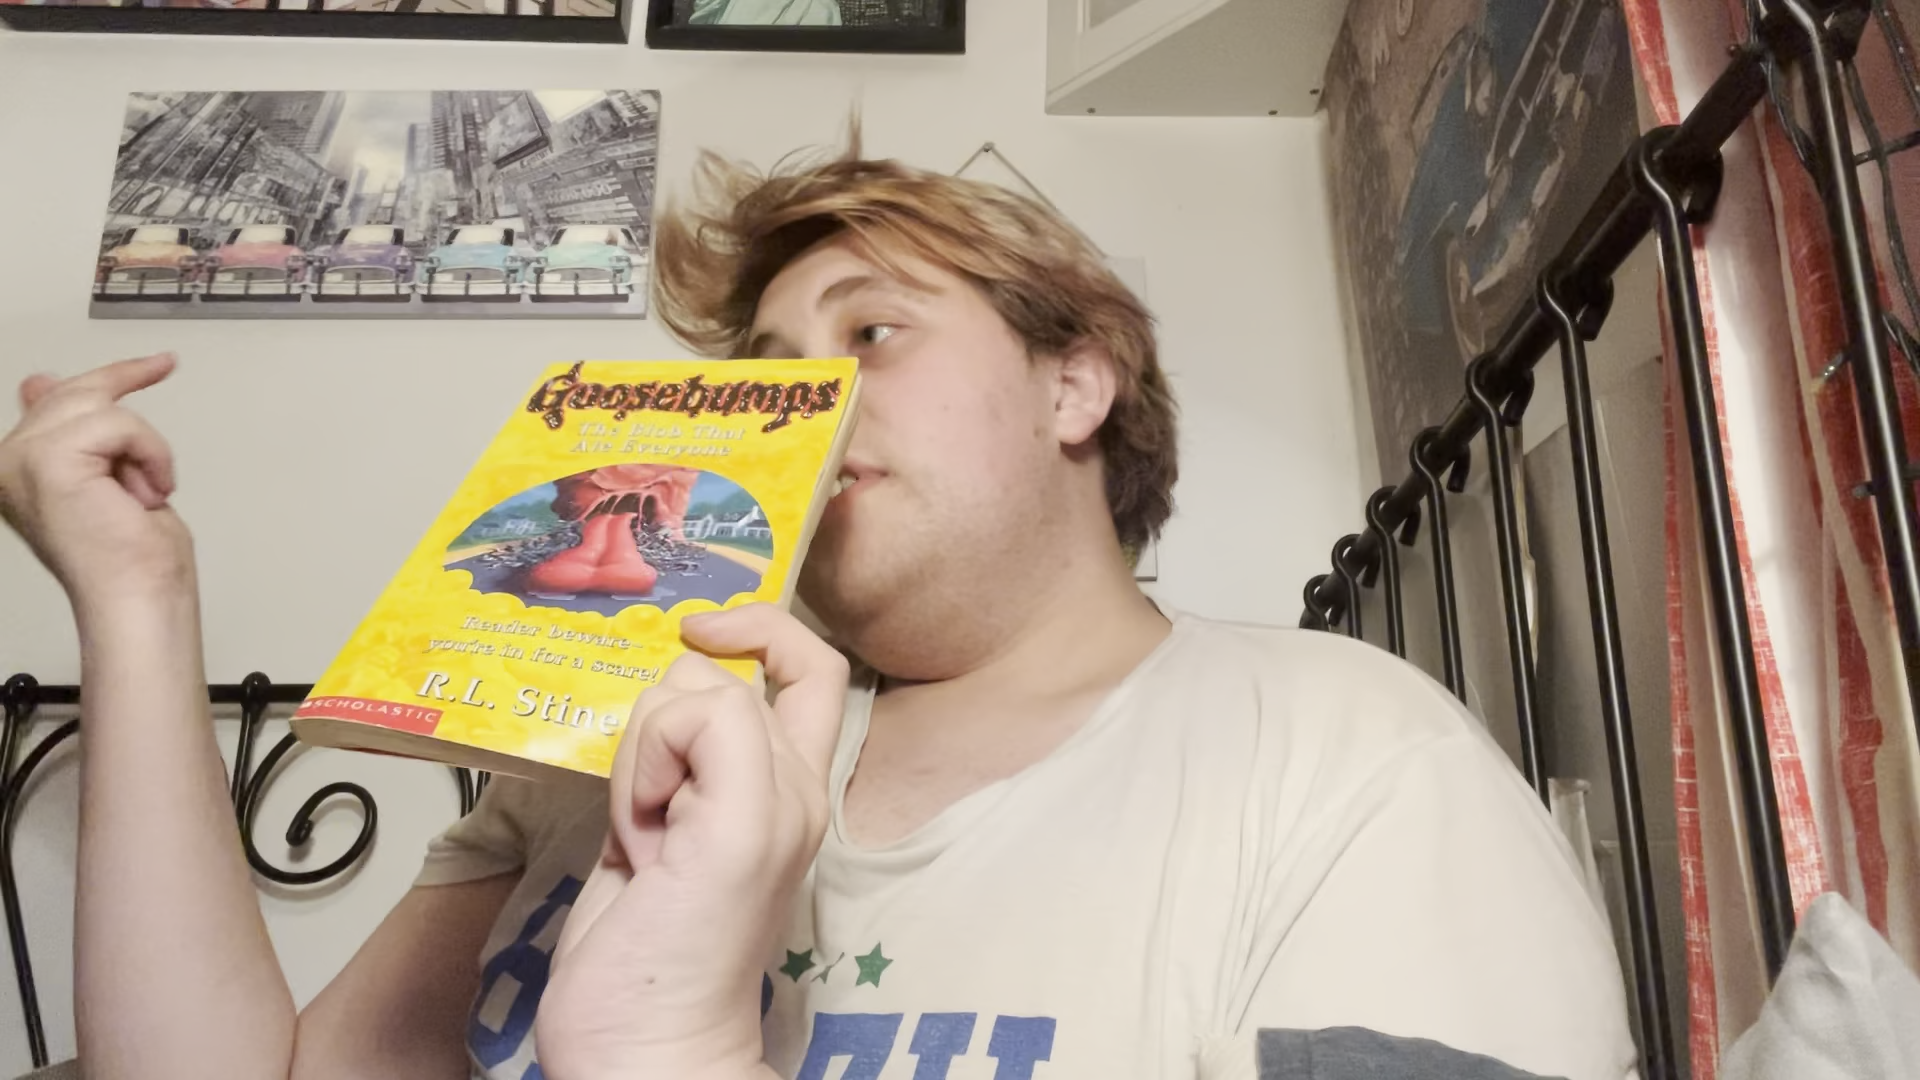 Goosebumps
The Blob That
Ate Everyone
Reader beware—
you're in for a scare!
R.L. Stine
SCHOLASTIC